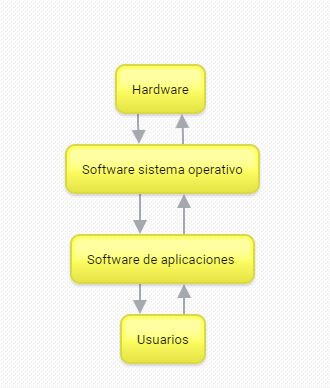 Hardware
Software sistema operativo
Software de aplicaciones
Usuarios